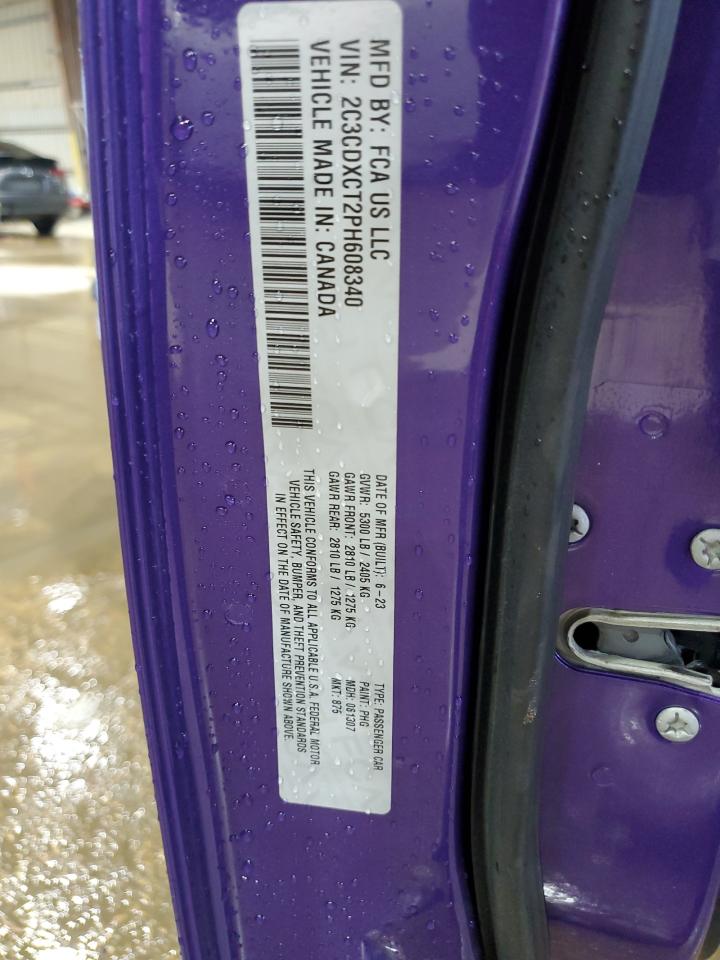 MFD BY: FCA US LLC
VIN: 2C3CDXCT2PH608340
VEHICLE MADE IN: CANADA
DATE OF MFR (BUILT): 6-23
GVWR: 5300 LB / 2405 KG
GAWR FRONT: 2810 LB / 1275 KG
GAWR REAR: 2810 LB / 1275 KG
TYPE: PASSENGER CAR
PAINT: PHG
MDH: 061307
MKT: 875
THIS VEHICLE CONFORMS TO ALL APPLICABLE U.S.A. FEDERAL MOTOR
VEHICLE SAFETY, BUMPER, AND THEFT PREVENTION STANDARDS
IN EFFECT ON THE DATE OF MANUFACTURE SHOWN ABOVE.